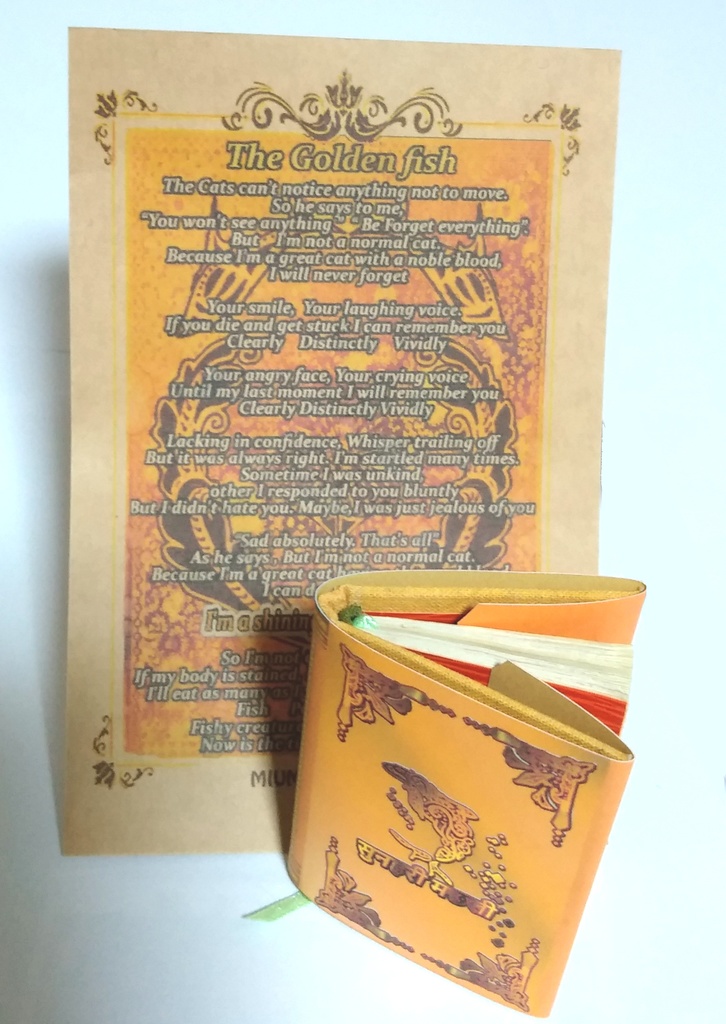 The Golden fish
The Cats can't notice anything not to move.
So he says to me,
"You won't see anything" "Be Forget everything".
But I'm not a normal cat.
Because I'm a great cat with a noble blood,
I will never forget
Your smile, Your laughing voice.
If you die and get stuck I can remember you
Clearly Distinctly Vividly
Your angry face, Your crying voice
Until my last moment I will remember you
Clearly Distinctly Vividly
Lacking in confidence, Whisper trailing off
But it was always right. I'm startled many times.
Sometime I was unkind,
other I responded to you bluntly
But I didn't hate you. Maybe, I was just jealous of you
"Sad absolutely. That's all"
As he says, But I'm not a normal cat.
Because I'm a great cat
I can
I'm a shining
So I'm not
If my body is stained,
I'll eat as many as
Fish
Fishy
Now is the
सुनहरी मछली